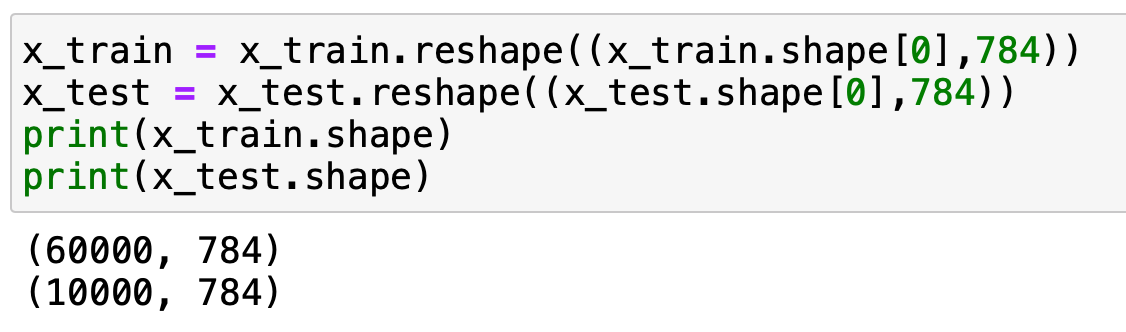 x_train = x_train.reshape((x_train.shape[0],784))
x_test = x_test.reshape((x_test.shape[0],784))
print(x_train.shape)
print(x_test.shape)
(60000, 784)
(10000, 784)